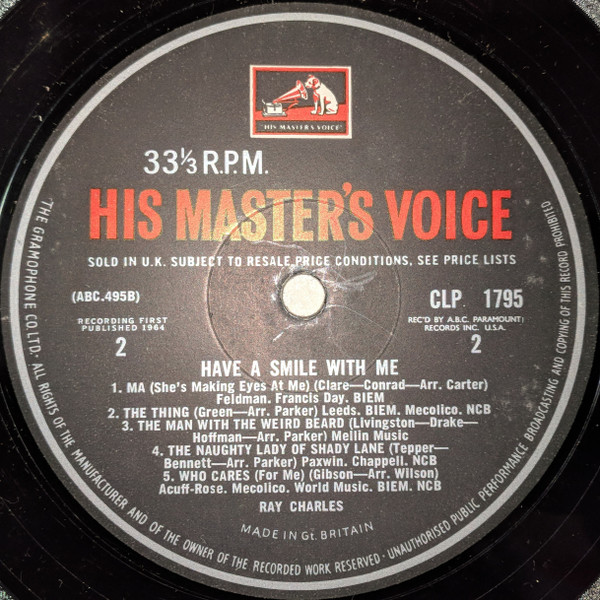 "HIS MASTER'S VOICE"
33⅓ R.P.M.
HIS MASTER'S VOICE
SOLD IN U.K. SUBJECT TO RESALE PRICE CONDITIONS, SEE PRICE LISTS
(ABC.495B)
CLP 1795
RECORDING FIRST
PUBLISHED 1964
REC'D BY A.B.C. PARAMOUNT
RECORDS INC. U.S.A.
2
2
HAVE A SMILE WITH ME
1. MA (She's Making Eyes At Me) (Clare—Conrad—Arr. Carter)
Feldman. Francis Day. BIEM
2. THE THING (Green—Arr. Parker) Leeds. BIEM. Mecolico. NCB
3. THE MAN WITH THE WEIRD BEARD (Livingston—Drake—
Hoffman—Arr. Parker) Mellin Music
4. THE NAUGHTY LADY OF SHADY LANE (Tepper—
Bennett—Arr. Parker) Paxwin. Chappell. NCB
5. WHO CARES (For Me) (Gibson—Arr. Wilson)
Acuff-Rose. Mecolico. World Music. BIEM. NCB
RAY CHARLES
MADE IN Gt. BRITAIN
THE GRAMOPHONE CO. LTD. · ALL RIGHTS OF THE MANUFACTURER AND OF THE OWNER OF THE RECORDED WORK RESERVED · UNAUTHORISED PUBLIC PERFORMANCE BROADCASTING AND COPYING OF THIS RECORD PROHIBITED